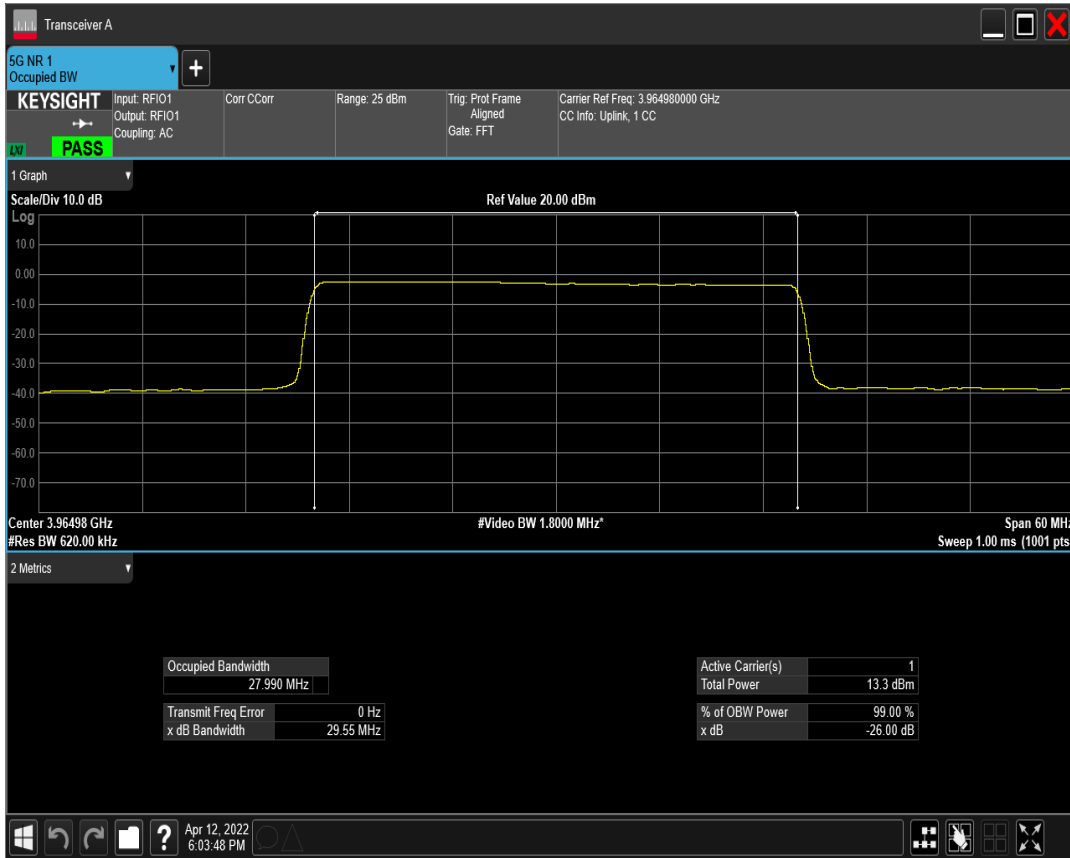 Transceiver A
5G NR 1
Occupied BW
KEYSIGHT
Input: RFIO1
Output: RFIO1
Coupling: AC
Corr CCorr
Range: 25 dBm
Trig: Prot Frame
Aligned
Gate: FFT
Carrier Ref Freq: 3.964980000 GHz
CC Info: Uplink, 1 CC
LXI
PASS
1 Graph
Scale/Div 10.0 dB
Ref Value 20.00 dBm
Log
10.0
0.00
-10.0
-20.0
-30.0
-40.0
-50.0
-60.0
-70.0
Center 3.96498 GHz
#Video BW 1.8000 MHz*
Span 60 MHz
#Res BW 620.00 kHz
Sweep 1.00 ms (1001 pts
2 Metrics
Occupied Bandwidth
27.990 MHz
Transmit Freq Error 0 Hz
x dB Bandwidth 29.55 MHz
Active Carrier(s) 1
Total Power 13.3 dBm
% of OBW Power 99.00 %
x dB -26.00 dB
?
Apr 12, 2022
6:03:48 PM